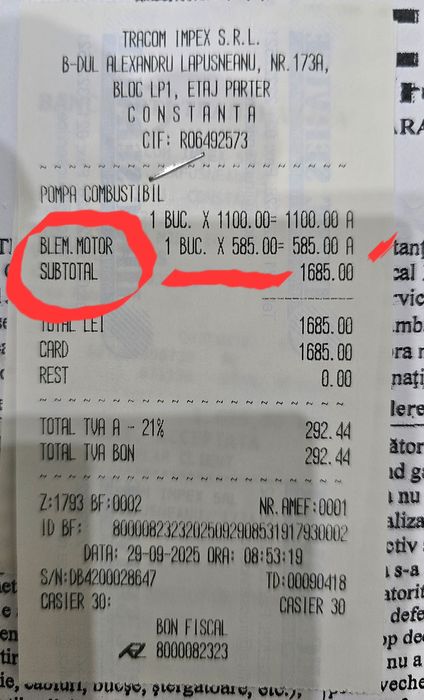 TRACOM IMPEX S.R.L.
B-DUL ALEXANDRU LAPUSNEANU, NR.173A,
BLOC LP1, ETAJ PARTER
CONSTANTA
CIF: RO6492573
POMPA COMBUSTIBIL
1 BUC. X 1100.00= 1100.00 A
BLEM.MOTOR 1 BUC. X 585.00= 585.00 A
SUBTOTAL 1685.00
TOTAL LEI 1685.00
CARD 1685.00
REST 0.00
TOTAL TVA A - 21% 292.44
TOTAL TVA BON 292.44
Z:1793 BF:0002 NR.AMEF:0001
ID BF: 8000823232025092908531917930002
DATA: 29-09-2025 ORA: 08:53:19
S/N:DB4200028647 TD:00090418
CASIER 30: CASIER 30
BON FISCAL
8000082323